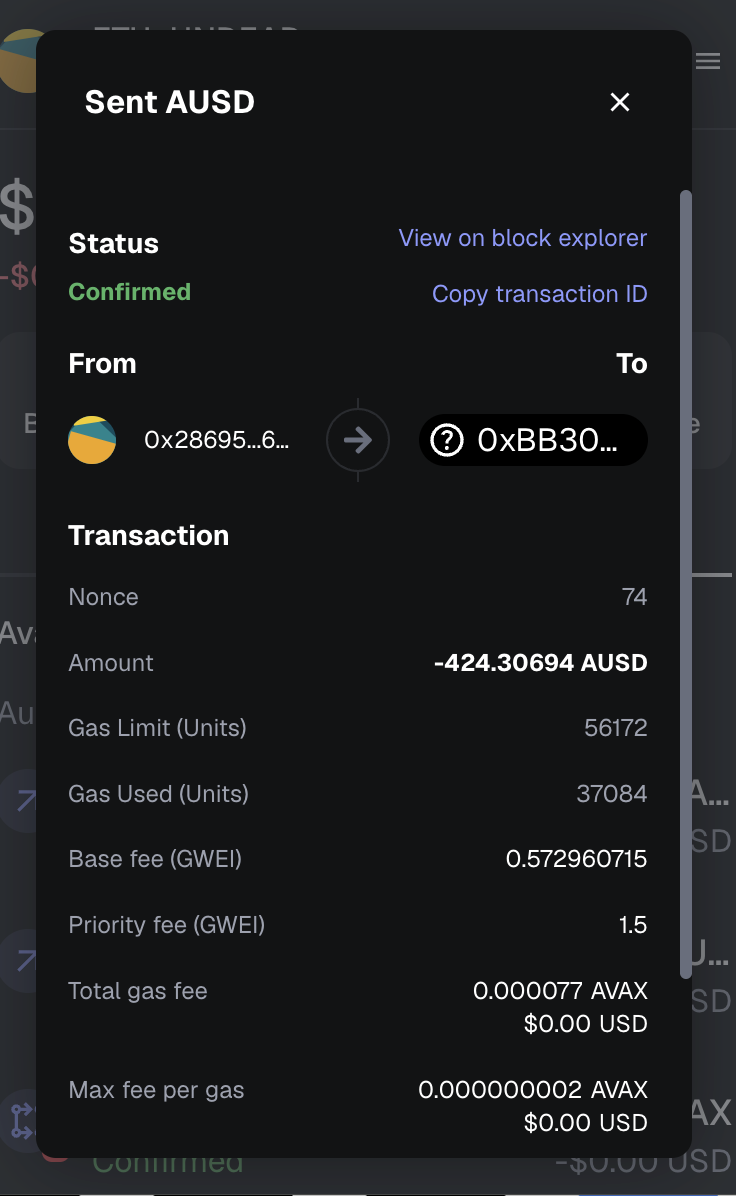 Sent AUSD
Status
View on block explorer
Confirmed
Copy transaction ID
From
To
0x28695...6...
0xBB30...
Transaction
Nonce
74
Amount
-424.30694 AUSD
Gas Limit (Units)
56172
Gas Used (Units)
37084
Base fee (GWEI)
0.572960715
Priority fee (GWEI)
1.5
Total gas fee
0.000077 AVAX
$0.00 USD
Max fee per gas
0.000000002 AVAX
$0.00 USD
Confirmed
-$0.00 USD